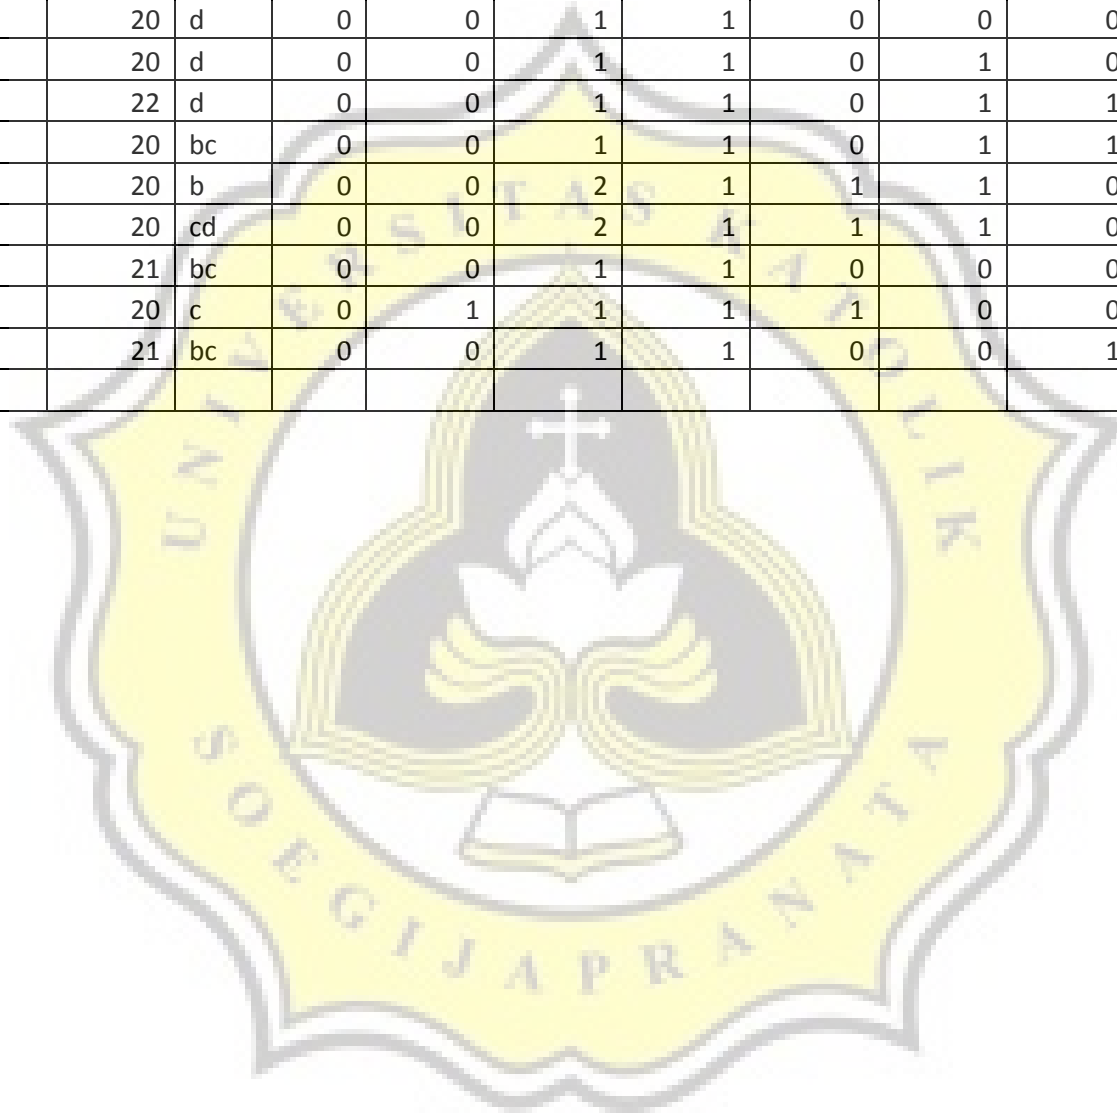 20 d 0 0 1 1 0 0 0
20 d 0 0 1 1 0 1 0
22 d 0 0 1 1 0 1 1
20 bc 0 0 1 1 0 1 1
20 b 0 0 2 1 1 1 0
20 cd 0 0 2 1 1 1 0
21 bc 0 0 1 1 0 0 0
20 c 0 1 1 1 1 0 0
21 bc 0 0 1 1 0 0 1
UNIVERSITAS KATOLIK
SOEGIJAPRANATA